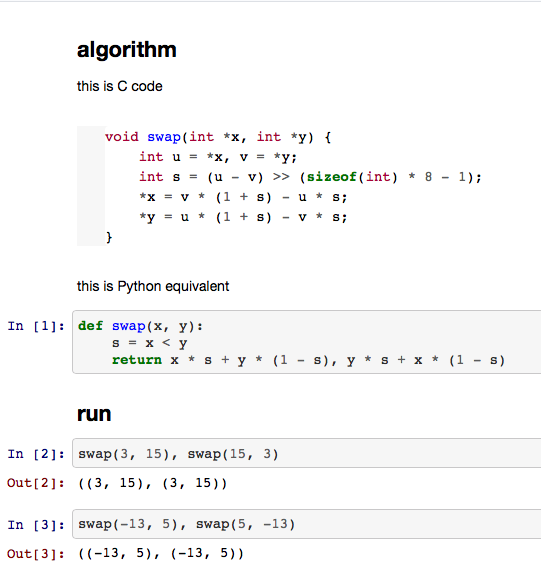 algorithm
this is C code
void swap(int *x, int *y) {
    int u = *x, v = *y;
    int s = (u - v) >> (sizeof(int) * 8 - 1);
    *x = v * (1 + s) - u * s;
    *y = u * (1 + s) - v * s;
}
this is Python equivalent
In [1]: def swap(x, y):
    s = x < y
    return x * s + y * (1 - s), y * s + x * (1 - s)
run
In [2]: swap(3, 15), swap(15, 3)
Out[2]: ((3, 15), (3, 15))
In [3]: swap(-13, 5), swap(5, -13)
Out[3]: ((-13, 5), (-13, 5))